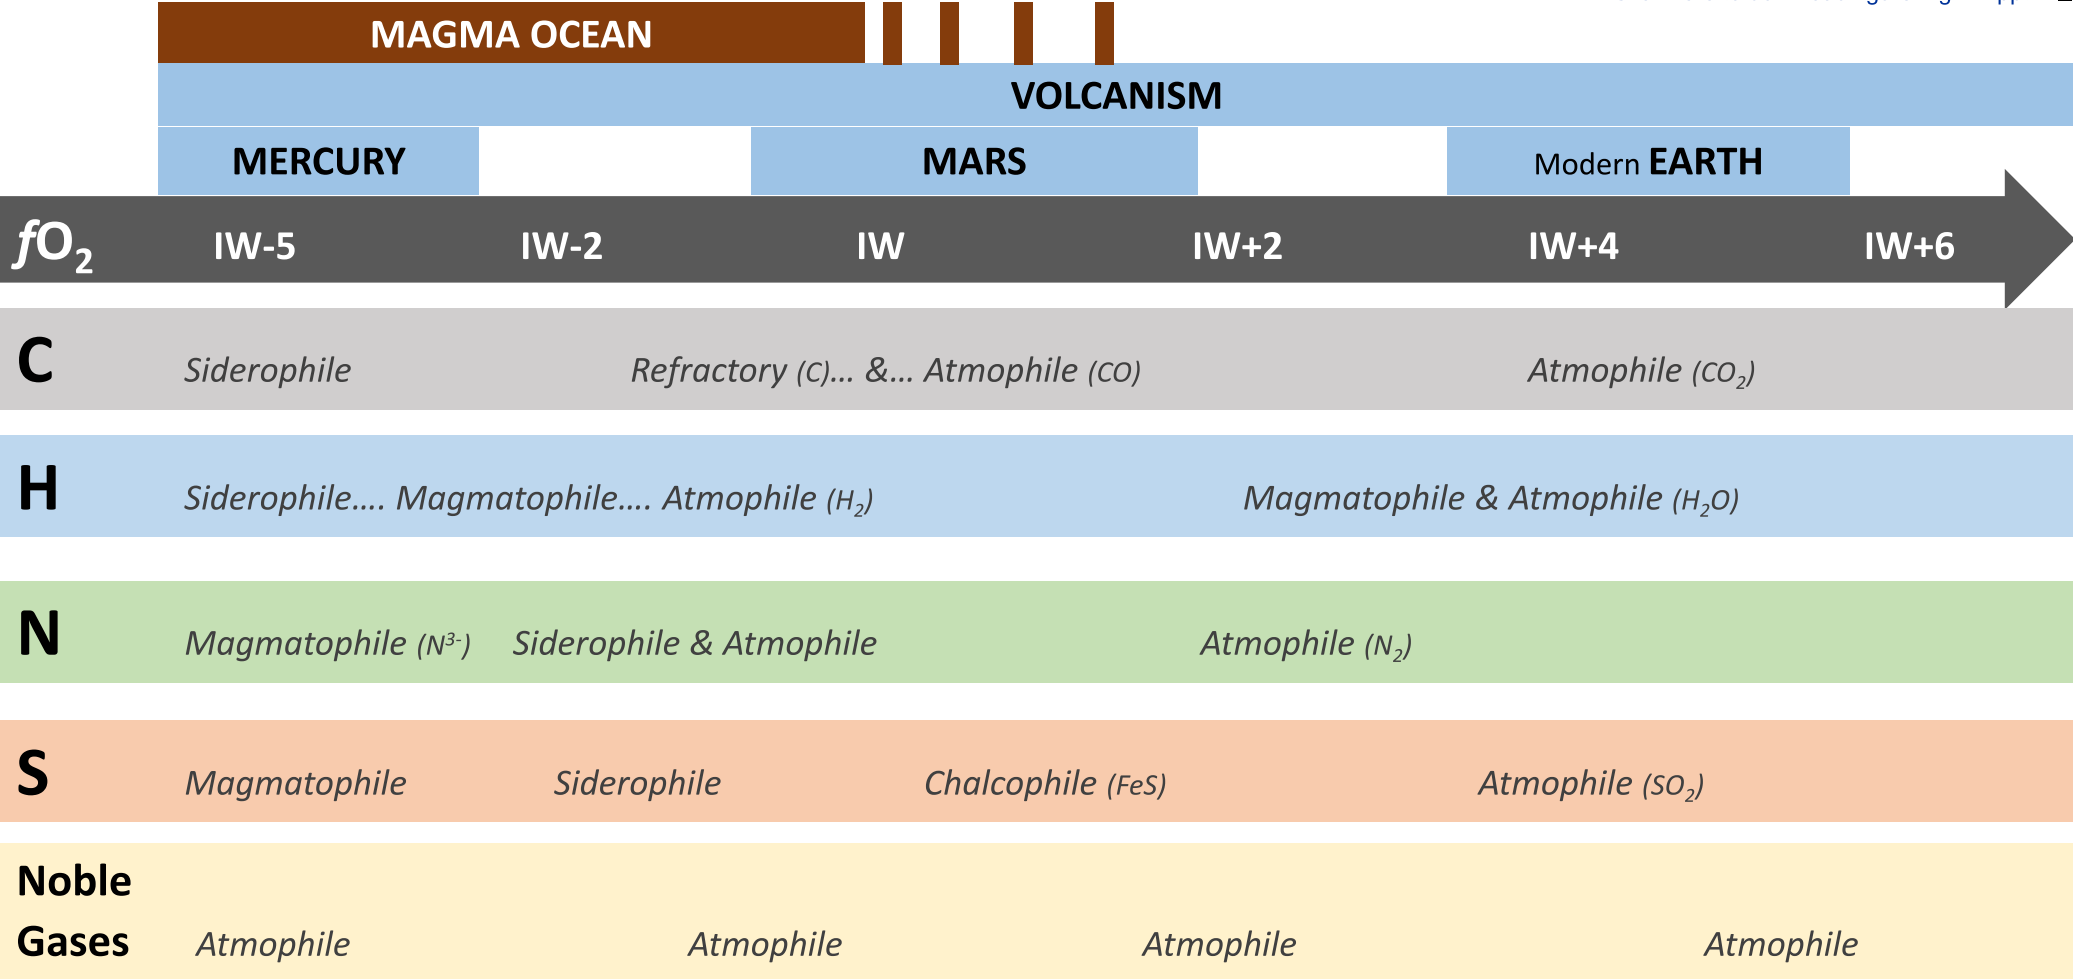 MAGMA OCEAN
VOLCANISM
MERCURY MARS Modern EARTH
fO₂ IW-5 IW-2 IW IW+2 IW+4 IW+6
C Siderophile Refractory (C)... &... Atmophile (CO) Atmophile (CO₂)
H Siderophile.... Magmatophile.... Atmophile (H₂) Magmatophile & Atmophile (H₂O)
N Magmatophile (N³⁻) Siderophile & Atmophile Atmophile (N₂)
S Magmatophile Siderophile Chalcophile (FeS) Atmophile (SO₂)
Noble
Gases Atmophile Atmophile Atmophile Atmophile